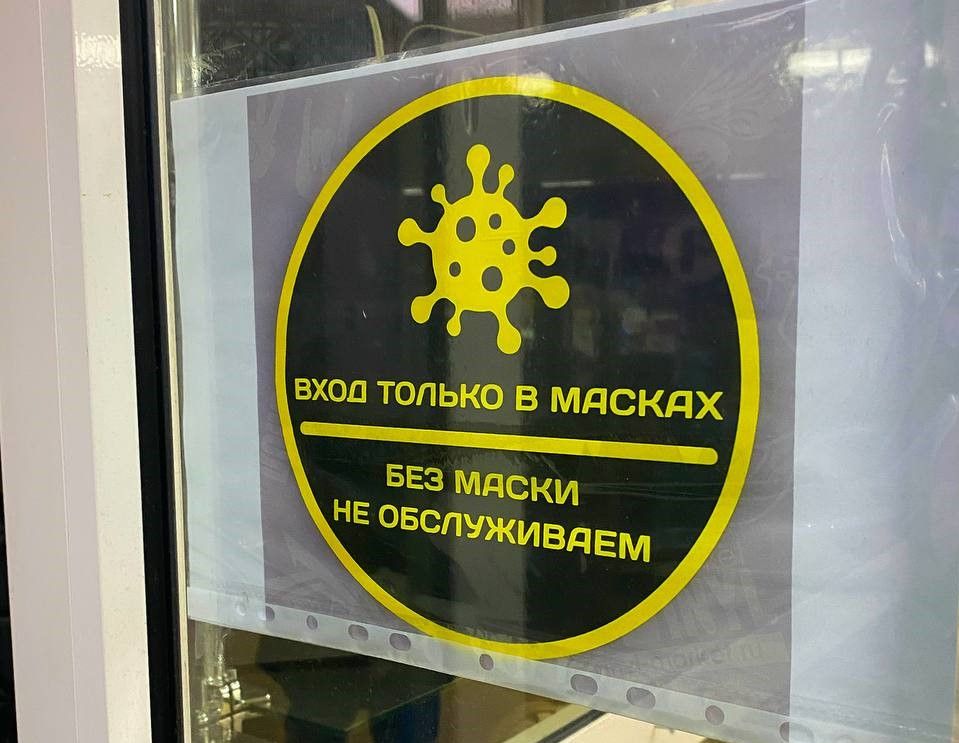 ВХОД ТОЛЬКО В МАСКАХ
БЕЗ МАСКИ
НЕ ОБСЛУЖИВАЕМ